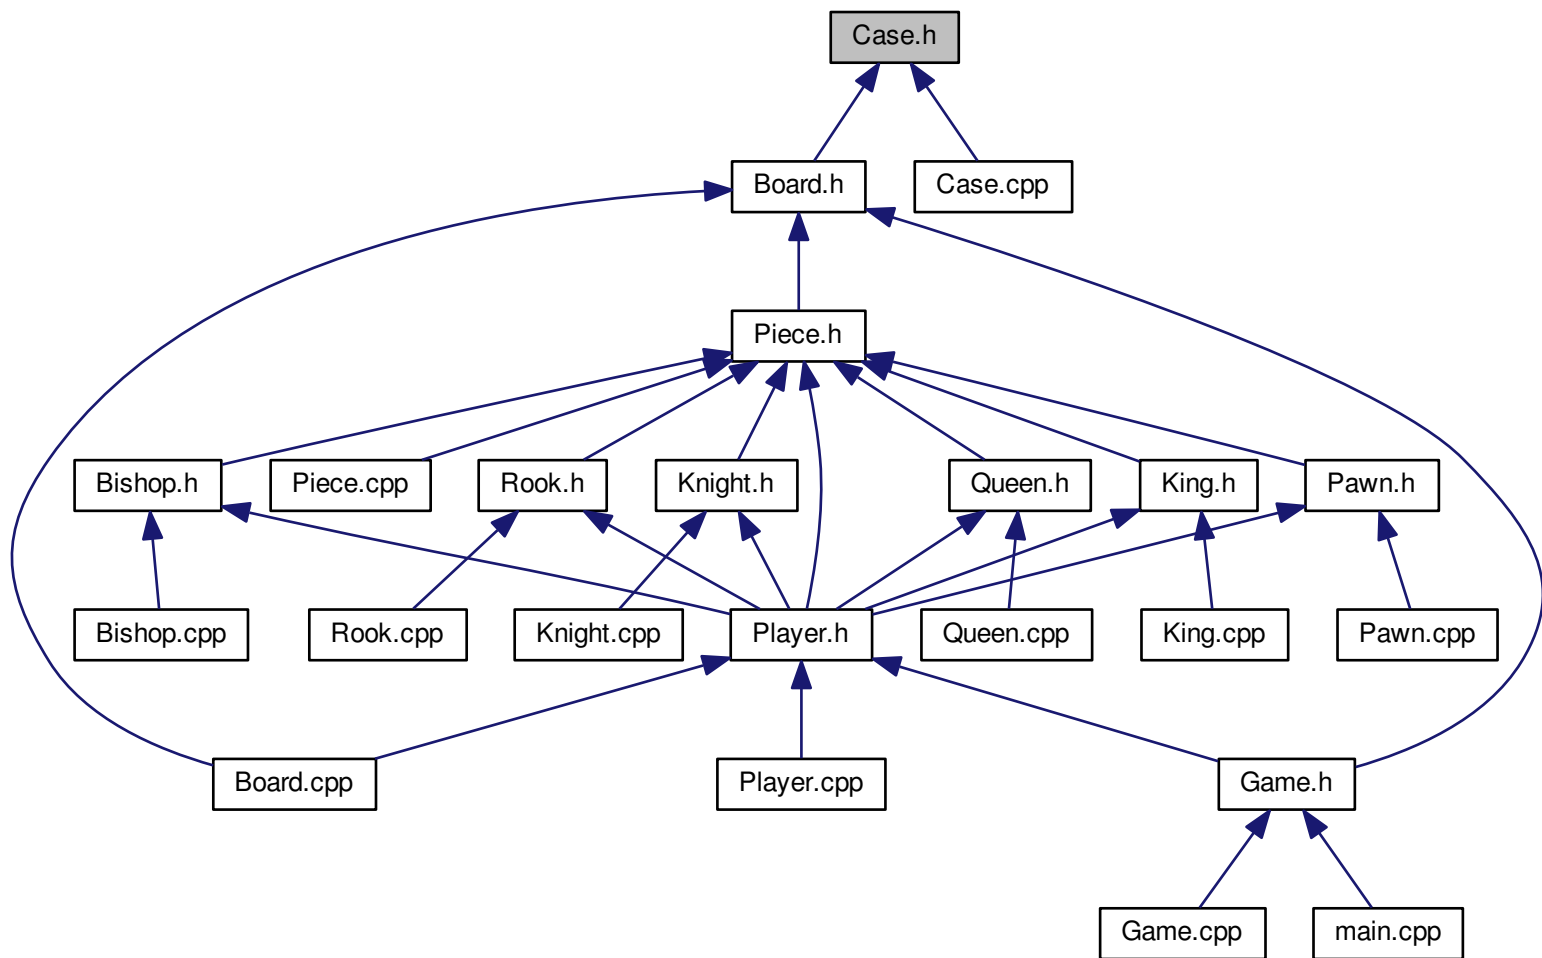 Case.h
Board.h
Case.cpp
Piece.h
Bishop.h
Piece.cpp
Rook.h
Knight.h
Queen.h
King.h
Pawn.h
Bishop.cpp
Rook.cpp
Knight.cpp
Player.h
Queen.cpp
King.cpp
Pawn.cpp
Board.cpp
Player.cpp
Game.h
Game.cpp
main.cpp